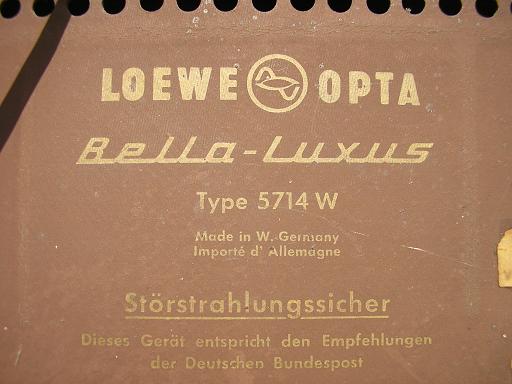 LOEWE OPTA
Bella-Luxus
Type 5714 W
Made in W. Germany
Importé d' Allemagne
Störstrahlungssicher
Dieses Gerät entspricht den Empfehlungen
der Deutschen Bundespost